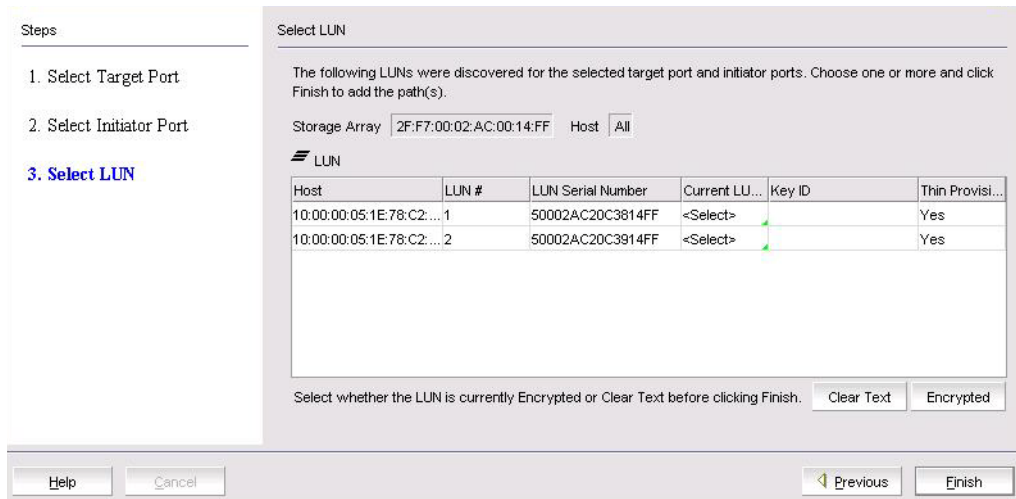 Steps
1. Select Target Port
2. Select Initiator Port
3. Select LUN
Select LUN
The following LUNs were discovered for the selected target port and initiator ports. Choose one or more and click
Finish to add the path(s).
Storage Array 2F:F7:00:02:AC:00:14:FF Host All
LUN
Host LUN # LUN Serial Number Current LU... Key ID Thin Provisi...
10:00:00:05:1E:78:C2:... 1 50002AC20C3814FF <Select> Yes
10:00:00:05:1E:78:C2:... 2 50002AC20C3914FF <Select> Yes
Select whether the LUN is currently Encrypted or Clear Text before clicking Finish. Clear Text Encrypted
Help Cancel Previous Finish